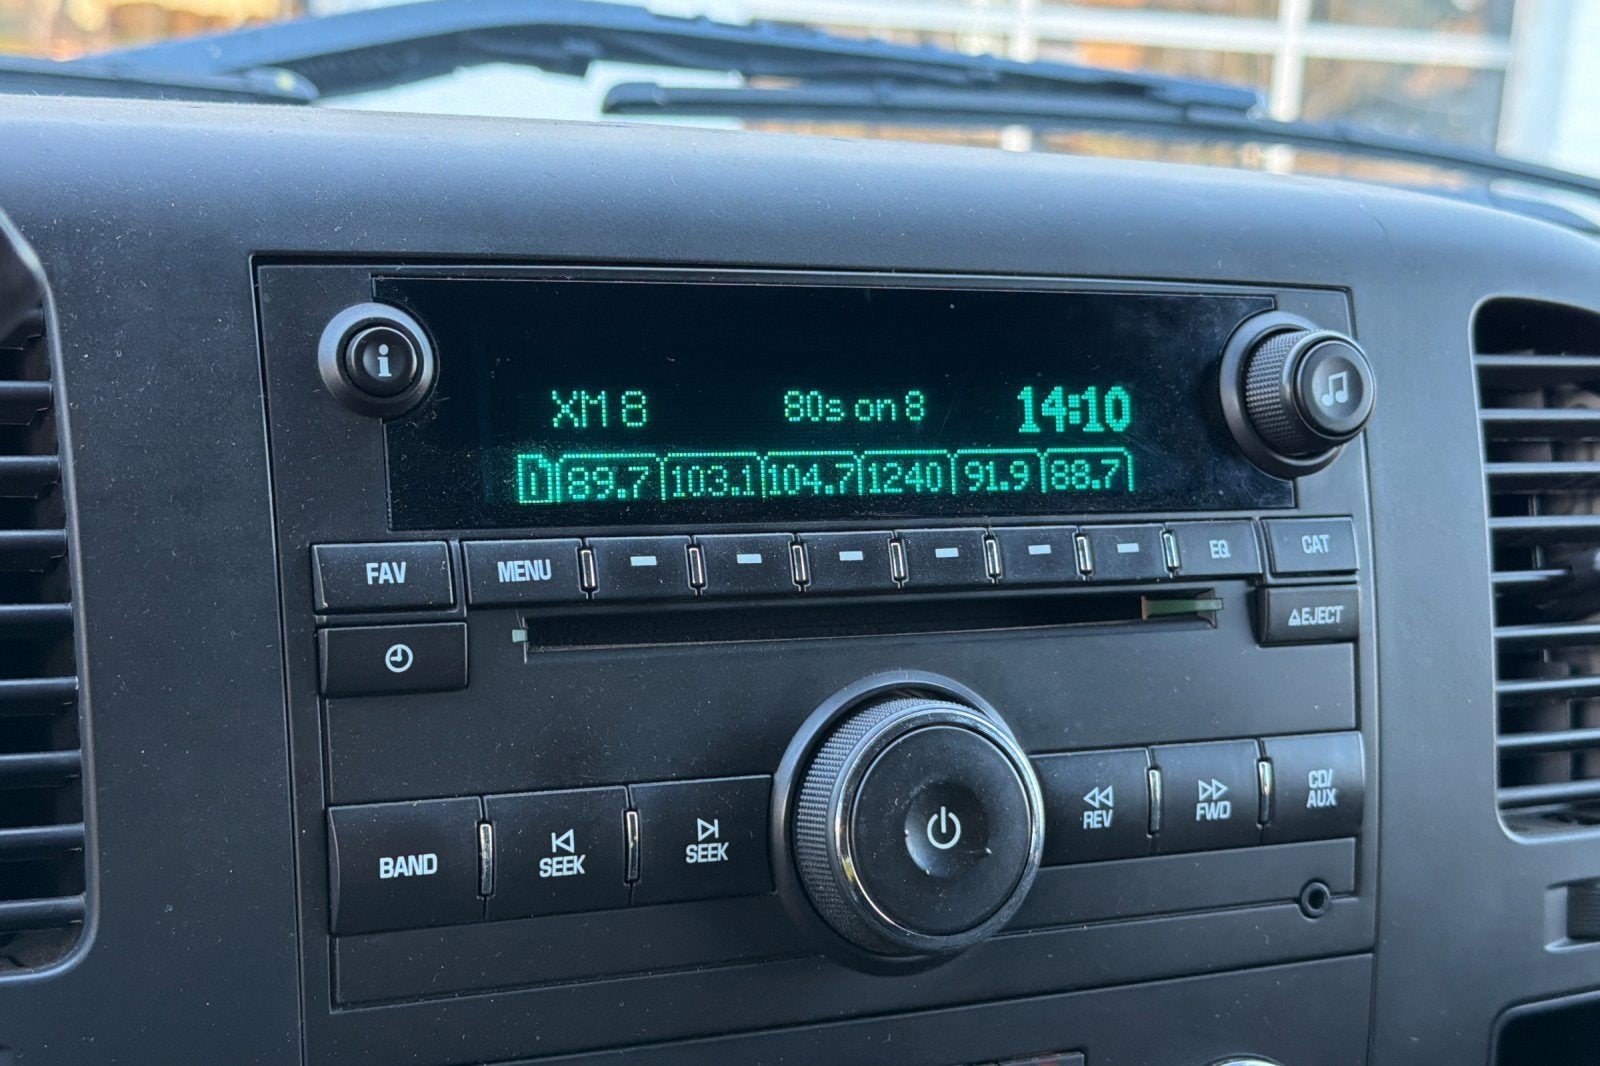 i
XM 8 80s on 8 14:10
1 89.7 103.1 104.7 1240 91.9 88.7
FAV MENU EQ CAT
EJECT
BAND SEEK SEEK REV FWD CD/
AUX